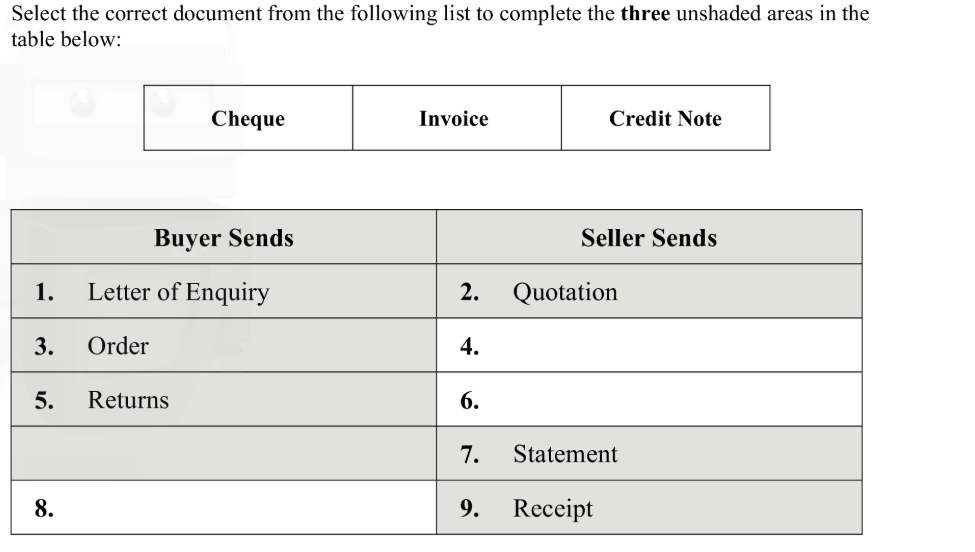 Select the correct document from the following list to complete the three unshaded areas in the
table below:
Cheque Invoice Credit Note
Buyer Sends Seller Sends
1. Letter of Enquiry 2. Quotation
3. Order 4.
5. Returns 6.
7. Statement
8. 9. Receipt